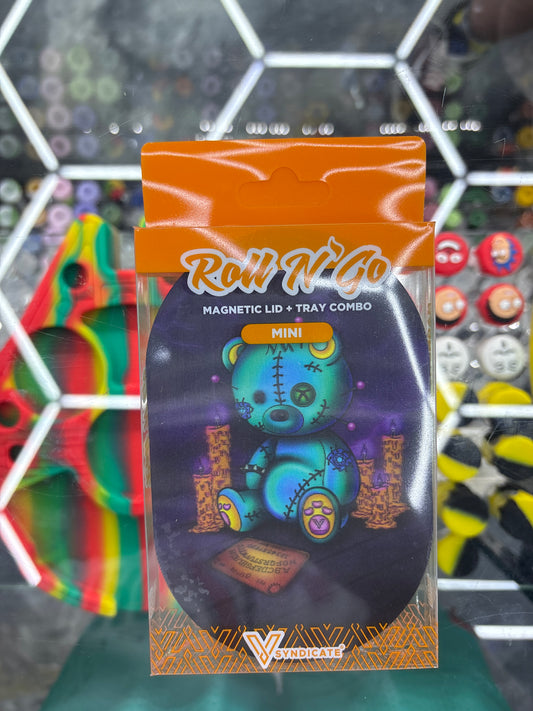 Roll N' Go
MAGNETIC LID + TRAY COMBO
MINI
V
SYNDICATE